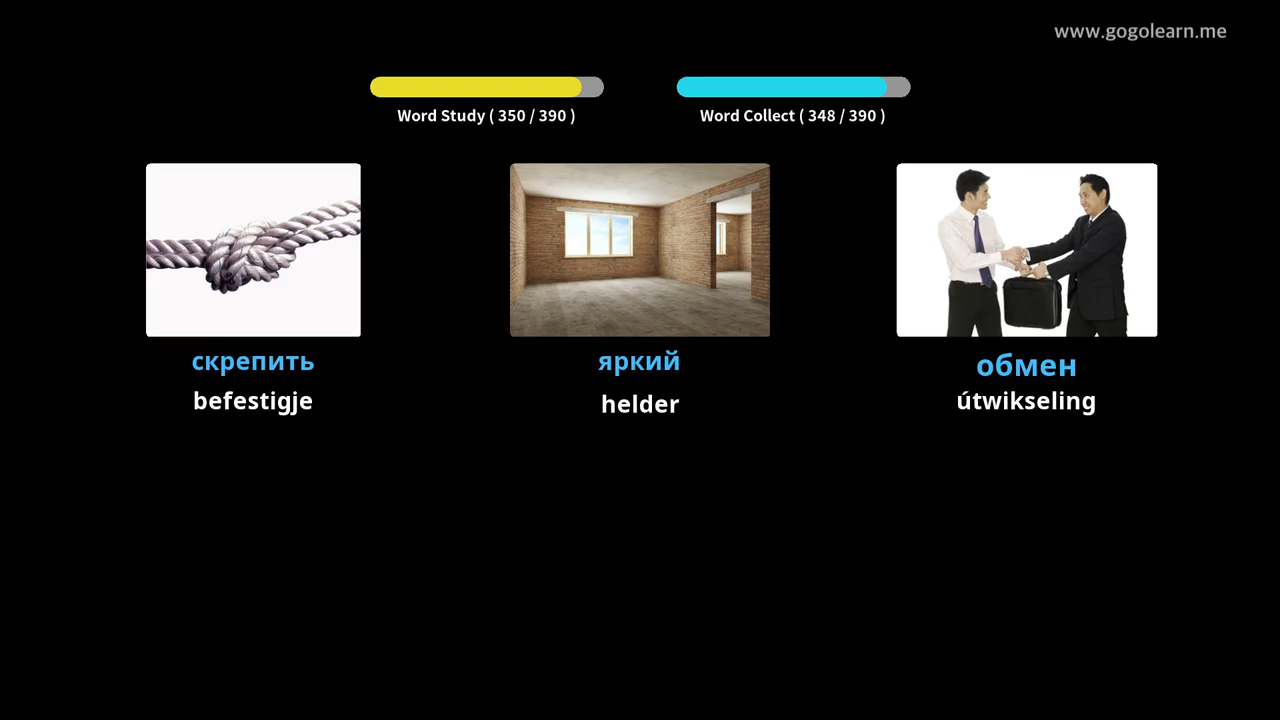 www.gogolearn.me
Word Study ( 350 / 390 )
Word Collect ( 348 / 390 )
скрепить
befestigje
яркий
helder
обмен
útwikseling